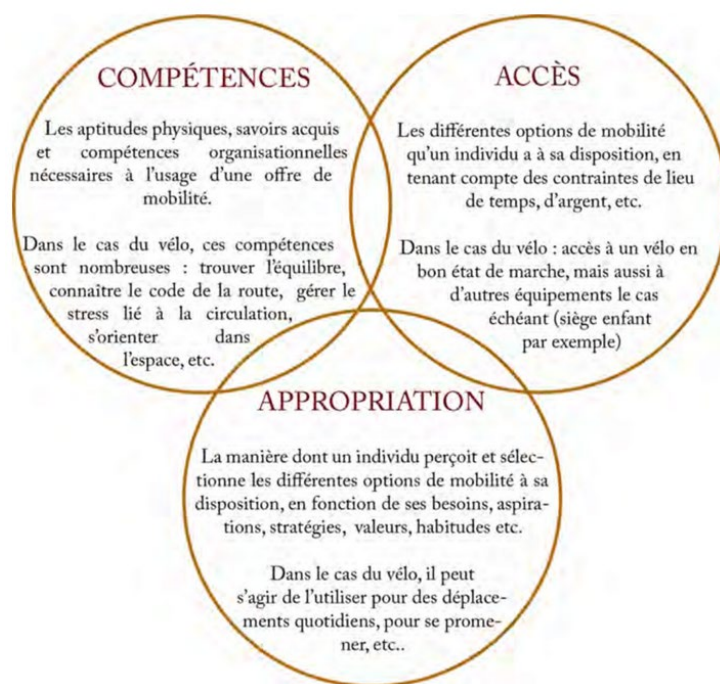 COMPÉTENCES
Les aptitudes physiques, savoirs acquis
et compétences organisationnelles
nécessaires à l'usage d'une offre de
mobilité.
Dans le cas du vélo, ces compétences
sont nombreuses : trouver l'équilibre,
connaître le code de la route, gérer le
stress lié à la circulation,
s'orienter dans
l'espace, etc.
ACCÈS
Les différentes options de mobilité
qu'un individu a à sa disposition, en
tenant compte des contraintes de lieu
de temps, d'argent, etc.
Dans le cas du vélo : accès à un vélo en
bon état de marche, mais aussi à
d'autres équipements le cas
échéant (siège enfant
par exemple)
APPROPRIATION
La manière dont un individu perçoit et sélec-
tionne les différentes options de mobilité à sa
disposition, en fonction de ses besoins, aspira-
tions, stratégies, valeurs, habitudes etc.
Dans le cas du vélo, il peut
s'agir de l'utiliser pour des déplace-
ments quotidiens, pour se prome-
ner, etc..